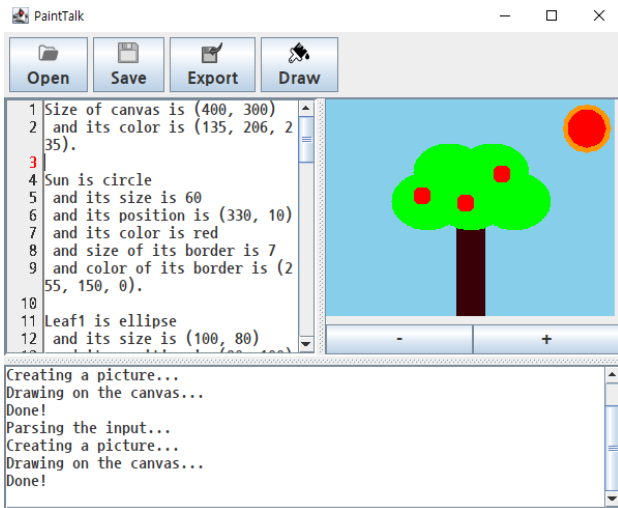 PaintTalk
Open Save Export Draw
1 Size of canvas is (400, 300)
2 and its color is (135, 206, 2
35).
3
4 Sun is circle
5 and its size is 60
6 and its position is (330, 10)
7 and its color is red
8 and size of its border is 7
9 and color of its border is (2
55, 150, 0).
10
11 Leaf1 is ellipse
12 and its size is (100, 80)
- +
Creating a picture...
Drawing on the canvas...
Done!
Parsing the input...
Creating a picture...
Drawing on the canvas...
Done!